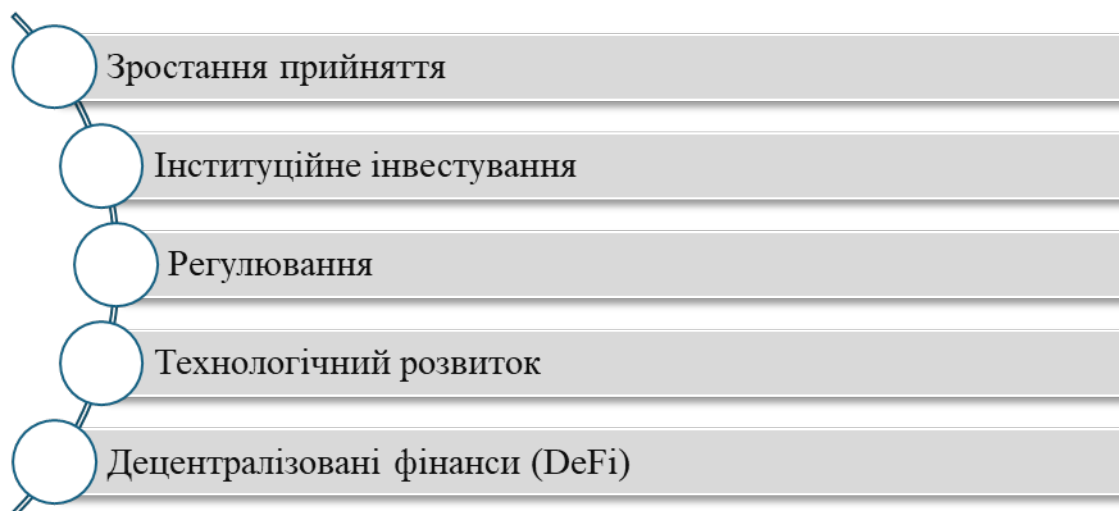 Зростання прийняття
Інституційне інвестування
Регулювання
Технологічний розвиток
Децентралізовані фінанси (DeFi)